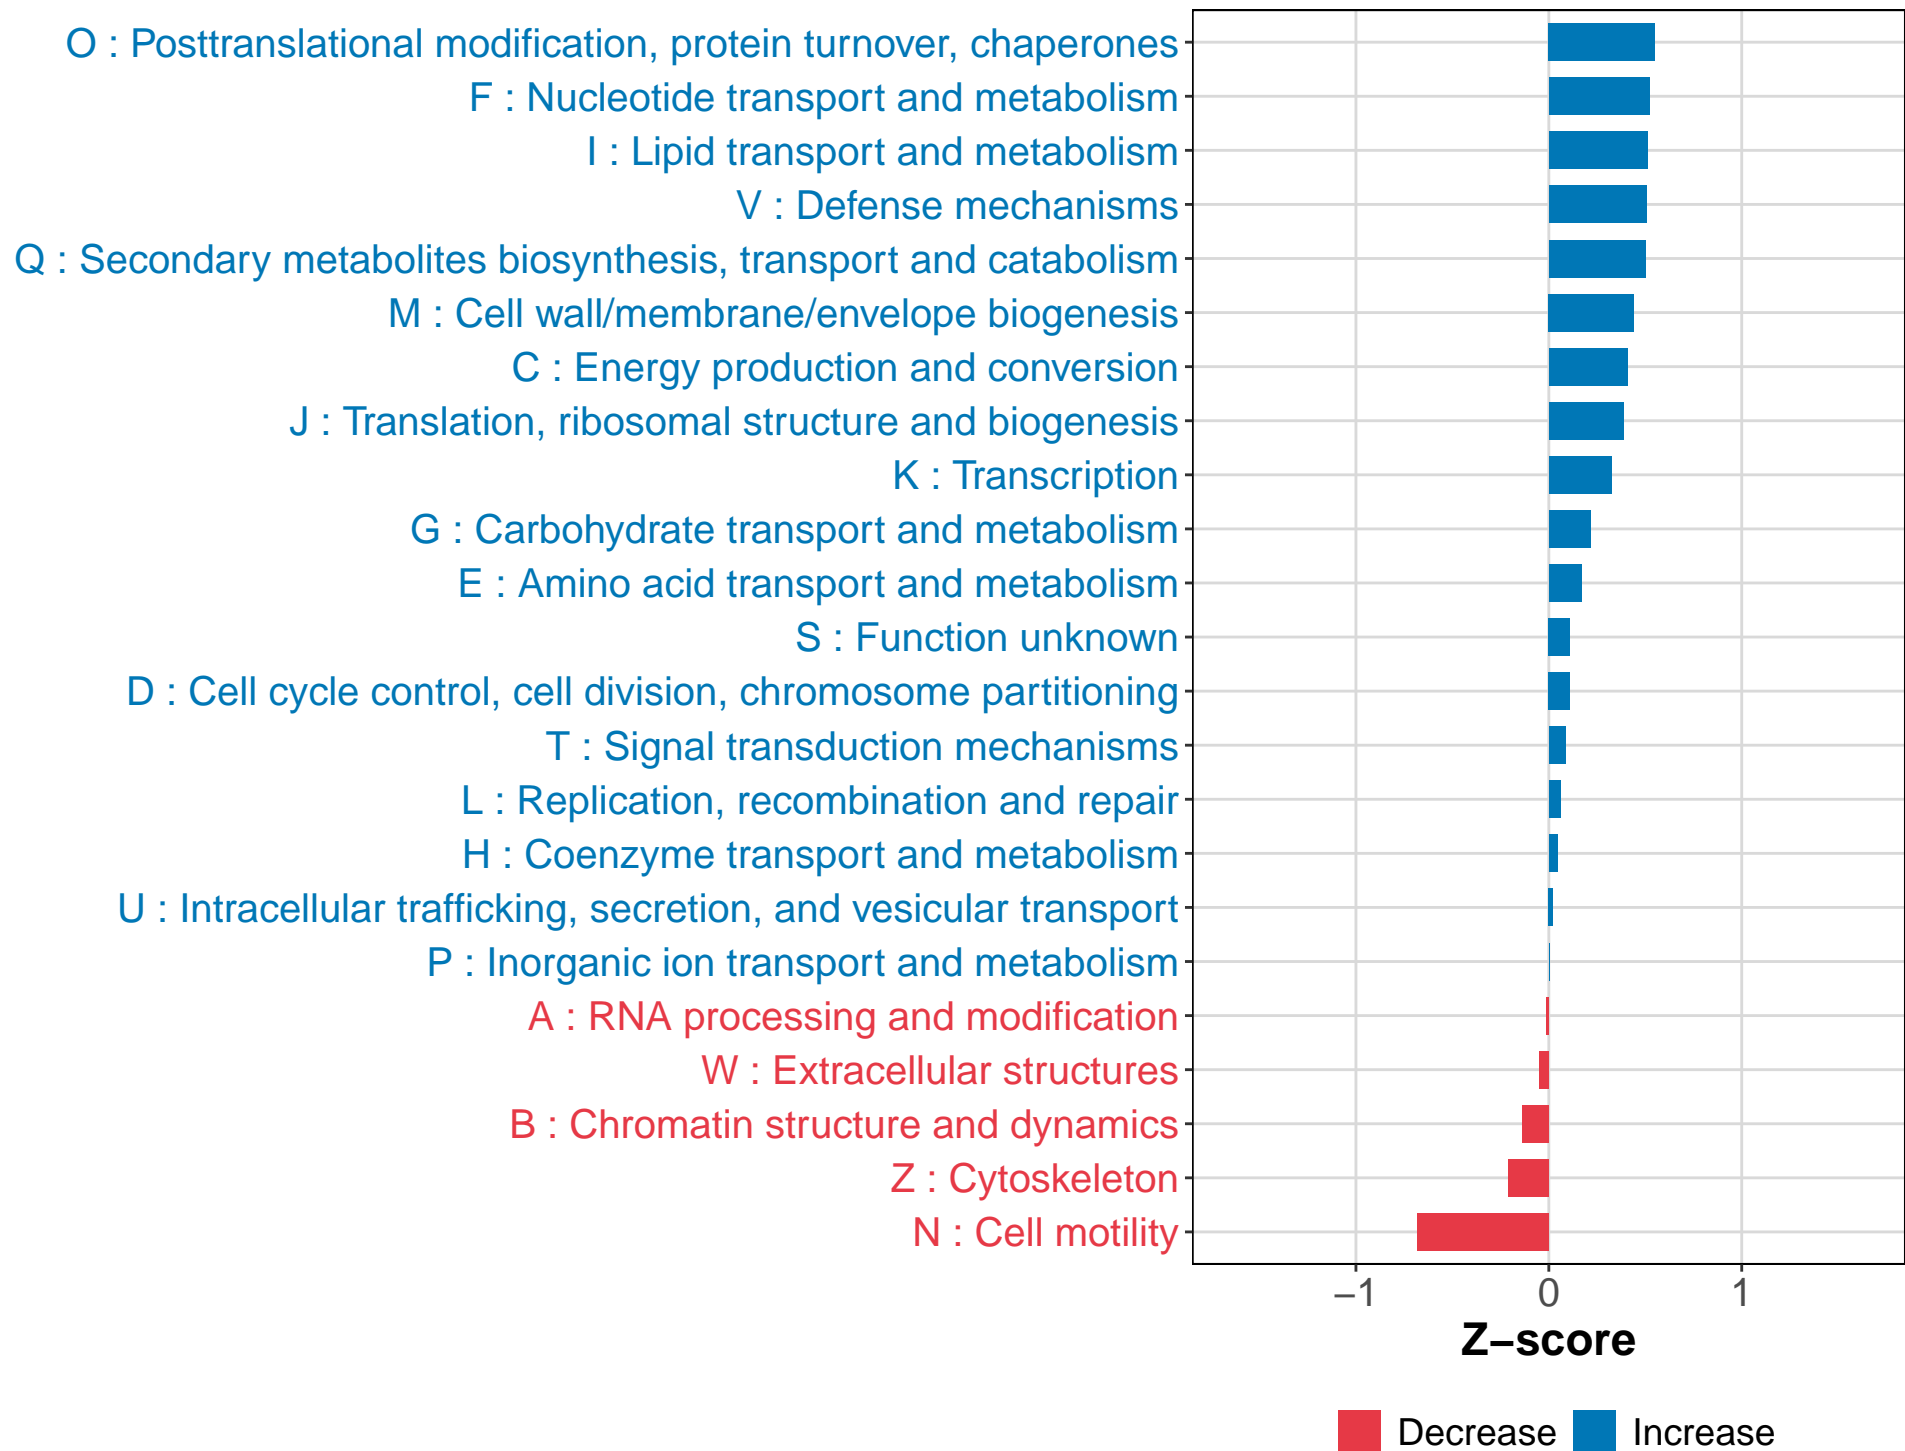 O : Posttranslational modification, protein turnover, chaperones
F : Nucleotide transport and metabolism
I : Lipid transport and metabolism
V : Defense mechanisms
Q : Secondary metabolites biosynthesis, transport and catabolism
M : Cell wall/membrane/envelope biogenesis
C : Energy production and conversion
J : Translation, ribosomal structure and biogenesis
K : Transcription
G : Carbohydrate transport and metabolism
E : Amino acid transport and metabolism
S : Function unknown
D : Cell cycle control, cell division, chromosome partitioning
T : Signal transduction mechanisms
L : Replication, recombination and repair
H : Coenzyme transport and metabolism
U : Intracellular trafficking, secretion, and vesicular transport
P : Inorganic ion transport and metabolism
A : RNA processing and modification
W : Extracellular structures
B : Chromatin structure and dynamics
Z : Cytoskeleton
N : Cell motility
−1 0 1
Z−score
Decrease Increase